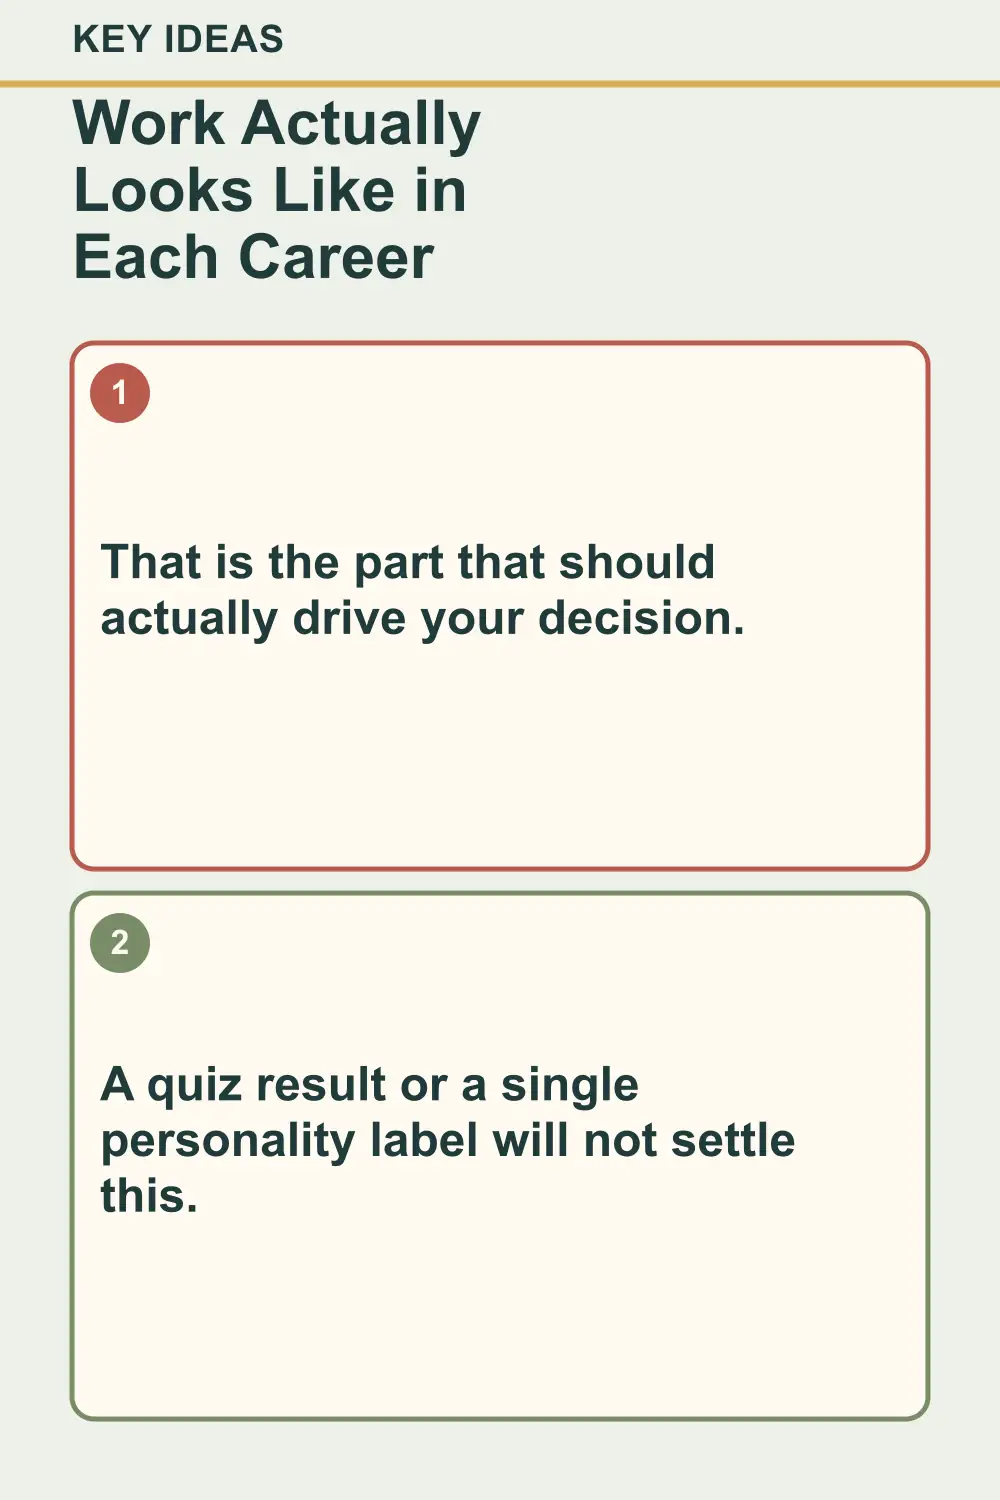 KEY IDEAS
Work Actually
Looks Like in
Each Career
1
That is the part that should
actually drive your decision.
2
A quiz result or a single
personality label will not settle
this.